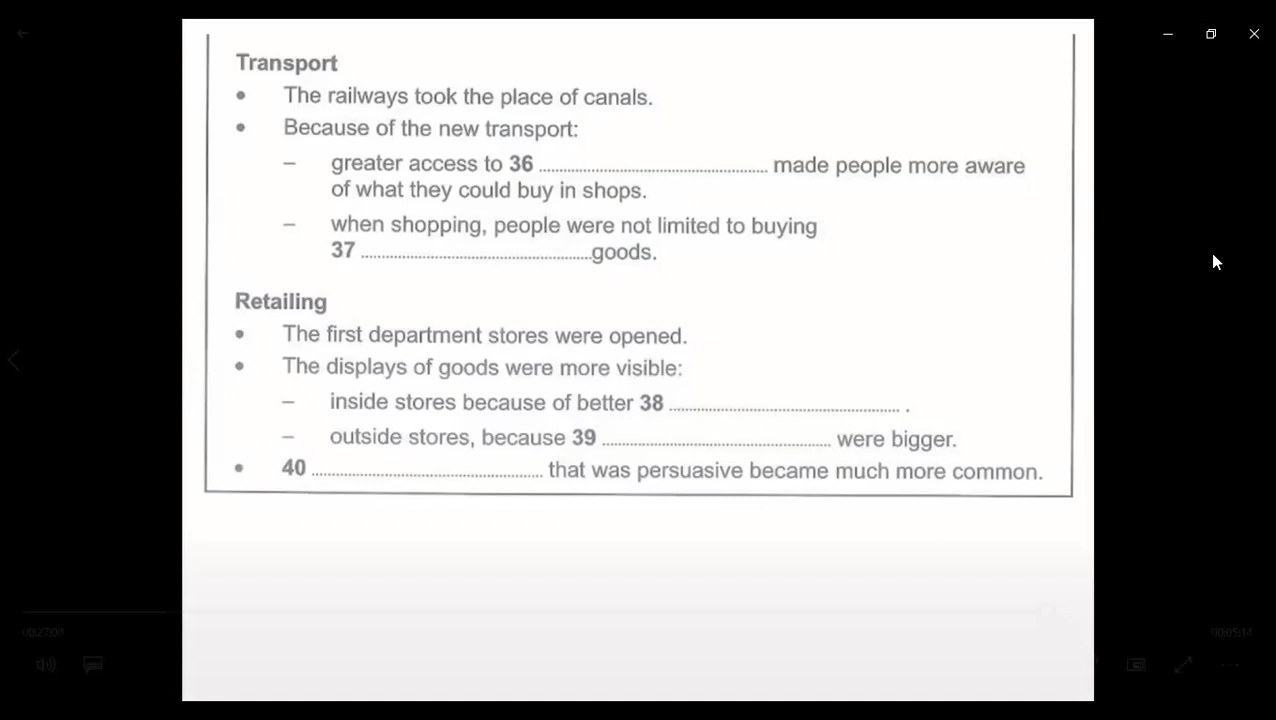 Transport
• The railways took the place of canals.
• Because of the new transport:
– greater access to 36 ........................................ made people more aware
of what they could buy in shops.
– when shopping, people were not limited to buying
37 ........................................goods.
Retailing
• The first department stores were opened.
• The displays of goods were more visible:
– inside stores because of better 38 ........................................ .
– outside stores, because 39 ........................................ were bigger.
• 40 ........................................ that was persuasive became much more common.
00:05:14